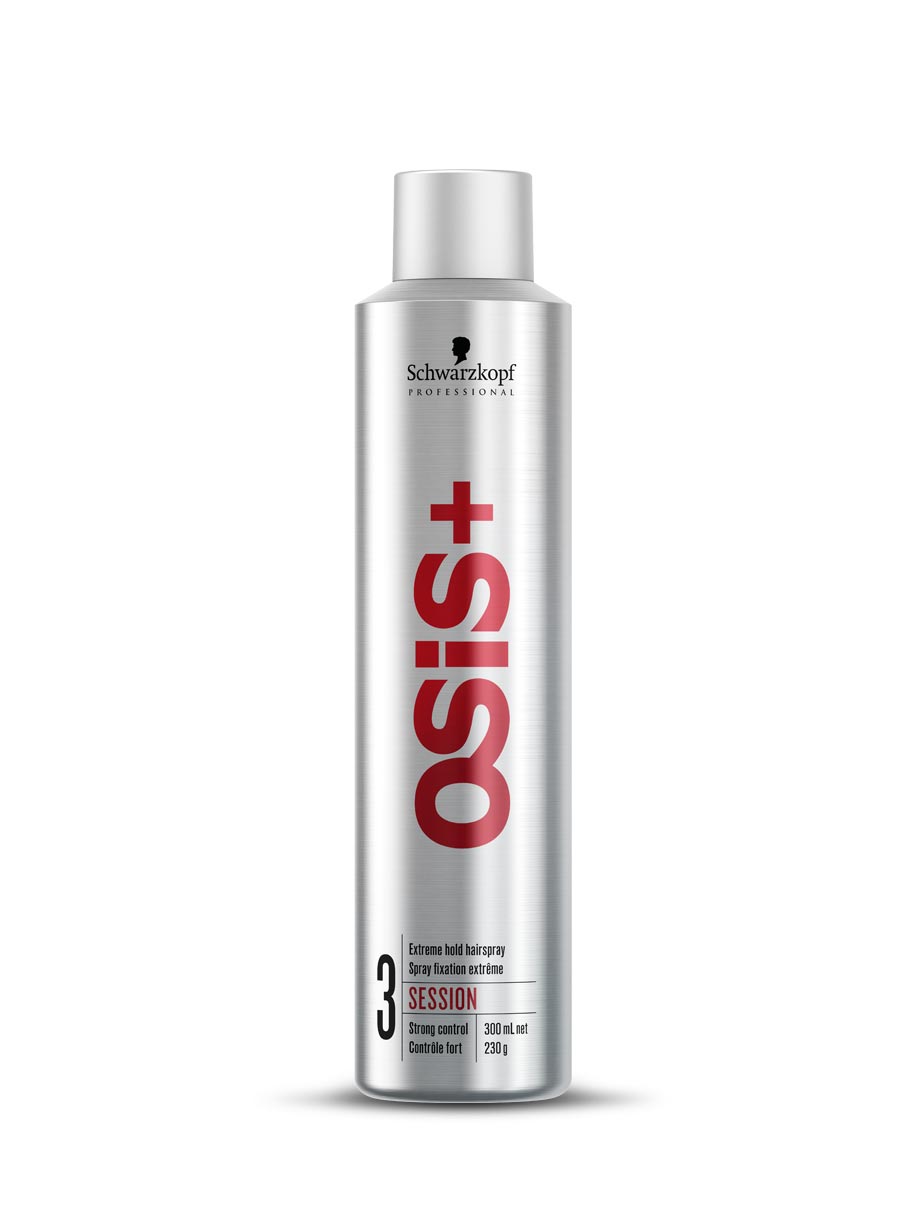 Schwarzkopf
PROFESSIONAL
osis+
3
Extreme hold hairspray
Spray fixation extrême
SESSION
Strong control
Contrôle fort
300 mL net
230 g